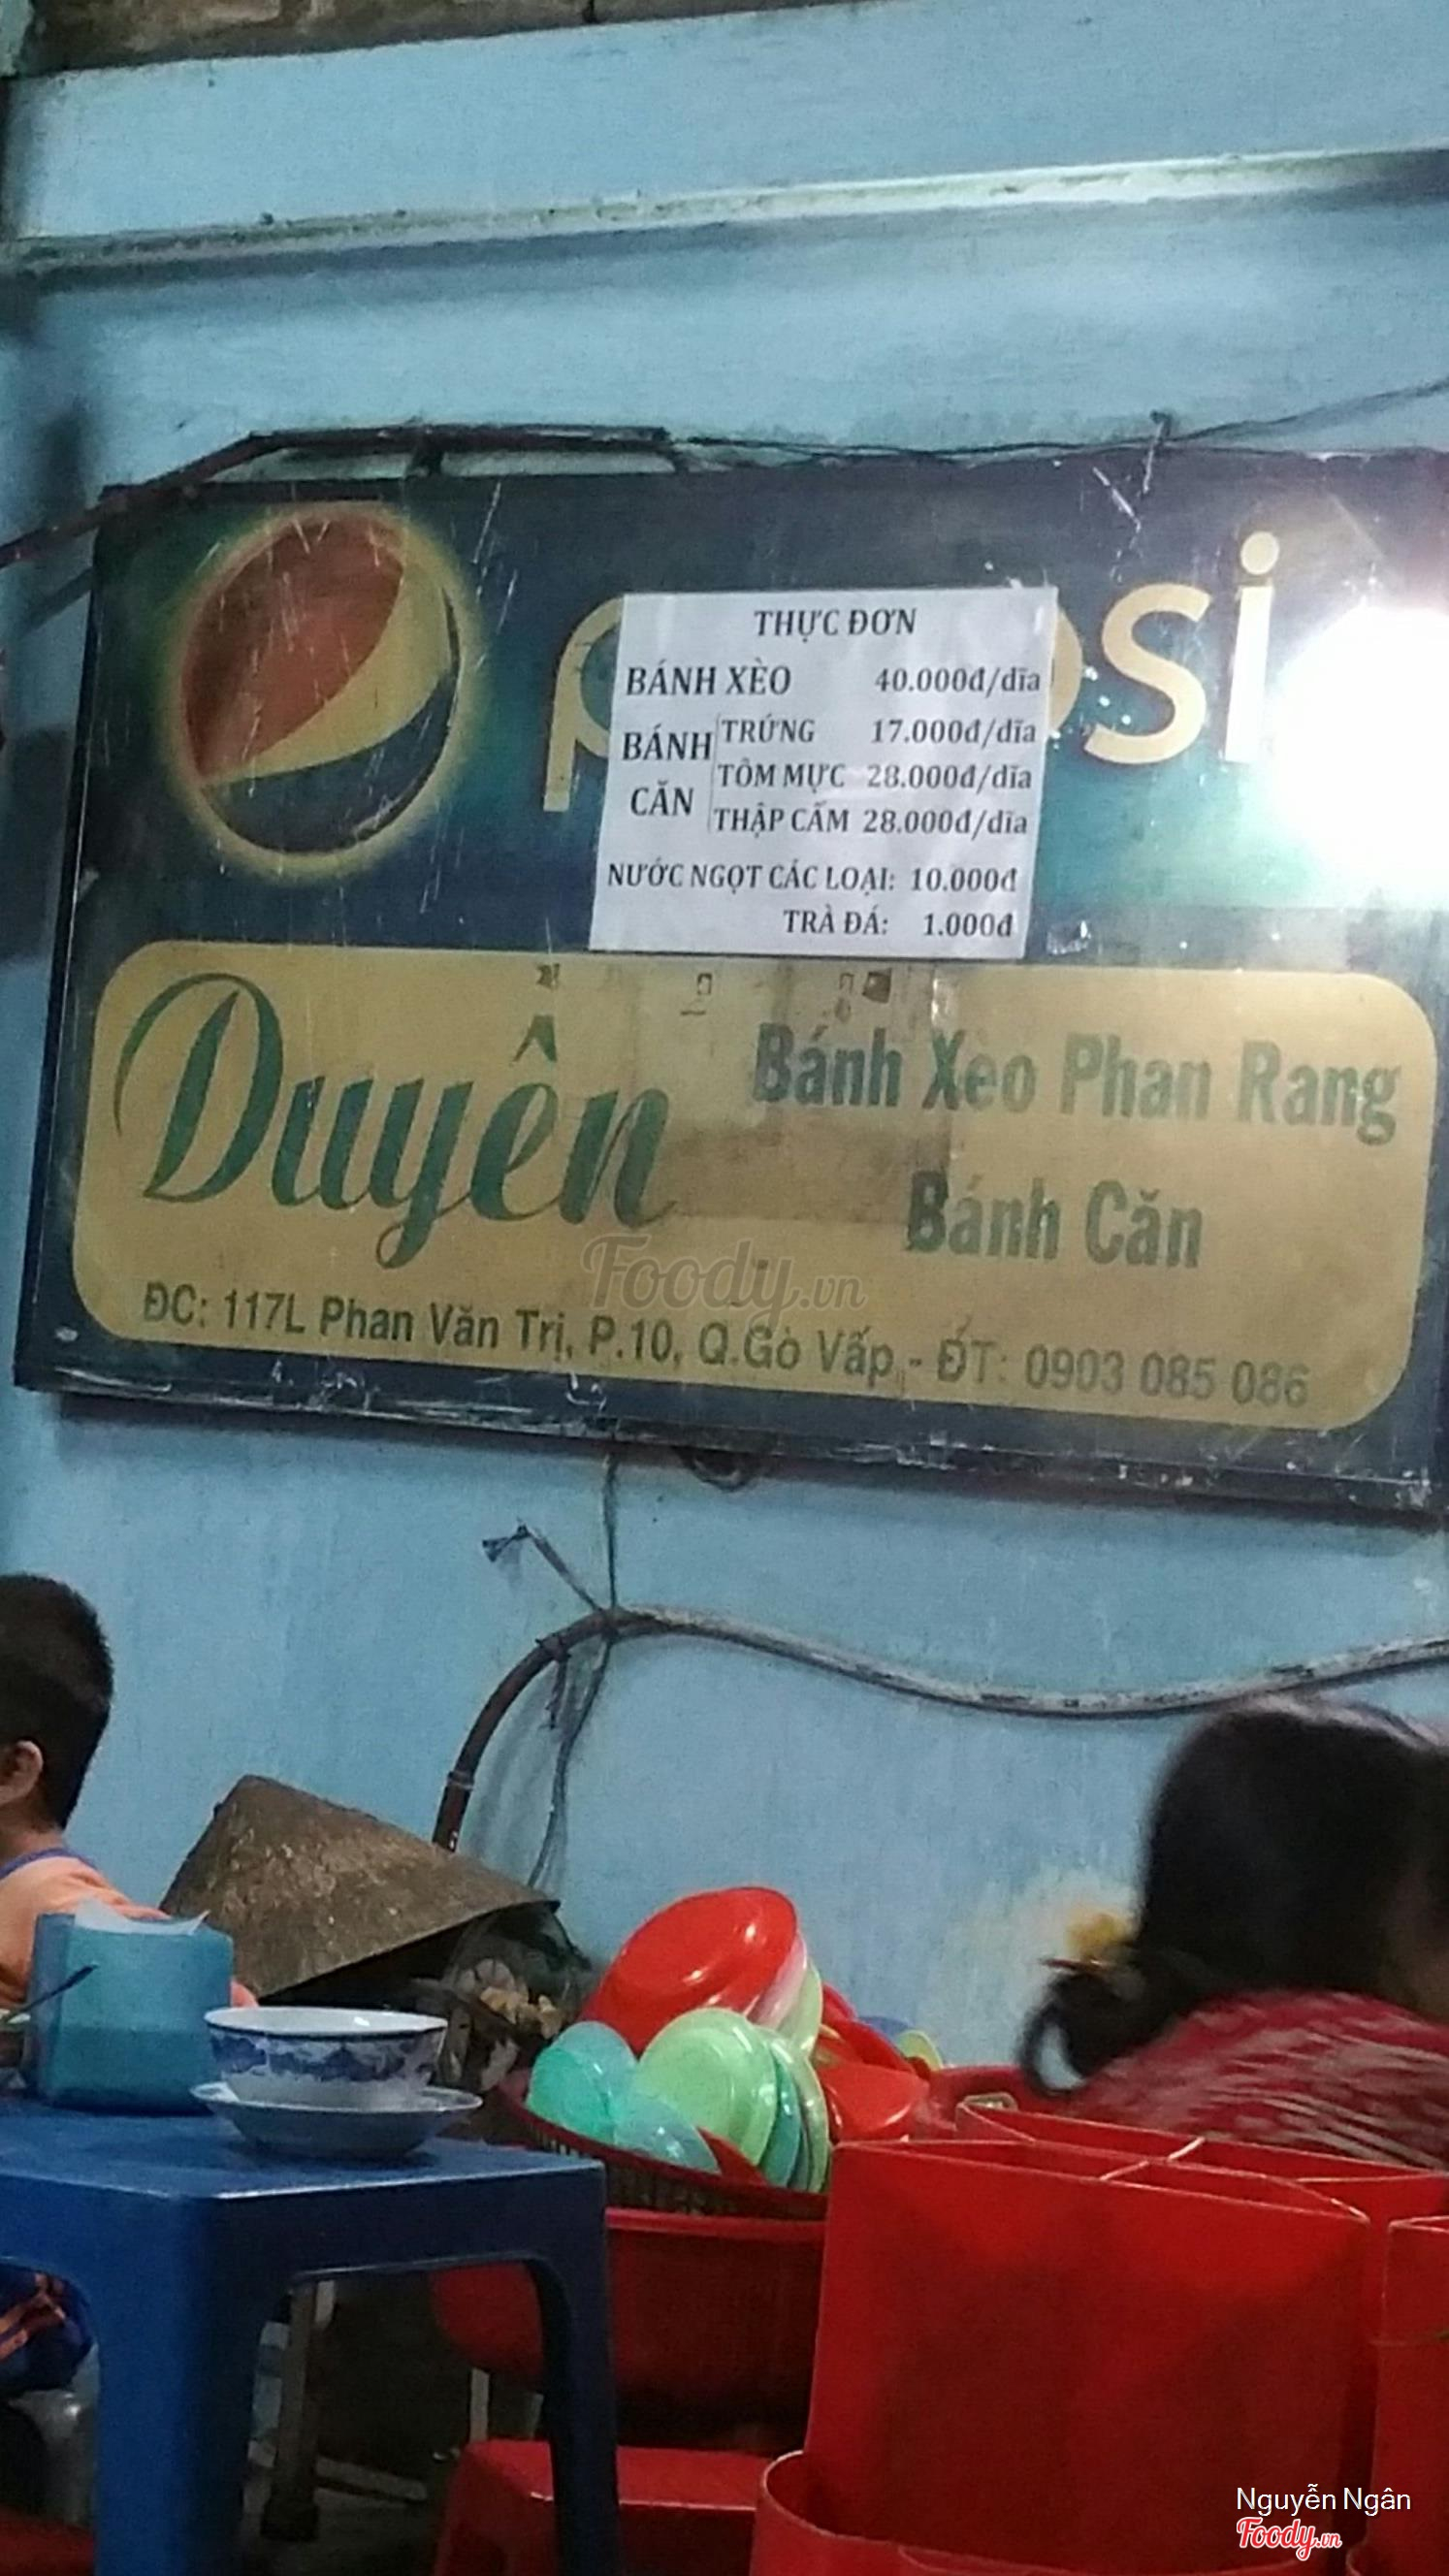 pepsi
THỰC ĐƠN
BÁNH XÈO 40.000đ/dĩa
BÁNH CĂN
TRỨNG 17.000đ/dĩa
TÔM MỰC 28.000đ/dĩa
THẬP CẨM 28.000đ/dĩa
NƯỚC NGỌT CÁC LOẠI: 10.000đ
TRÀ ĐÁ: 1.000đ
Duyên
Bánh Xèo Phan Rang
Bánh Căn
ĐC: 117L Phan Văn Trị, P.10, Q.Gò Vấp - ĐT: 0903 085 086
Foody.vn
Nguyễn Ngân
Foody.vn